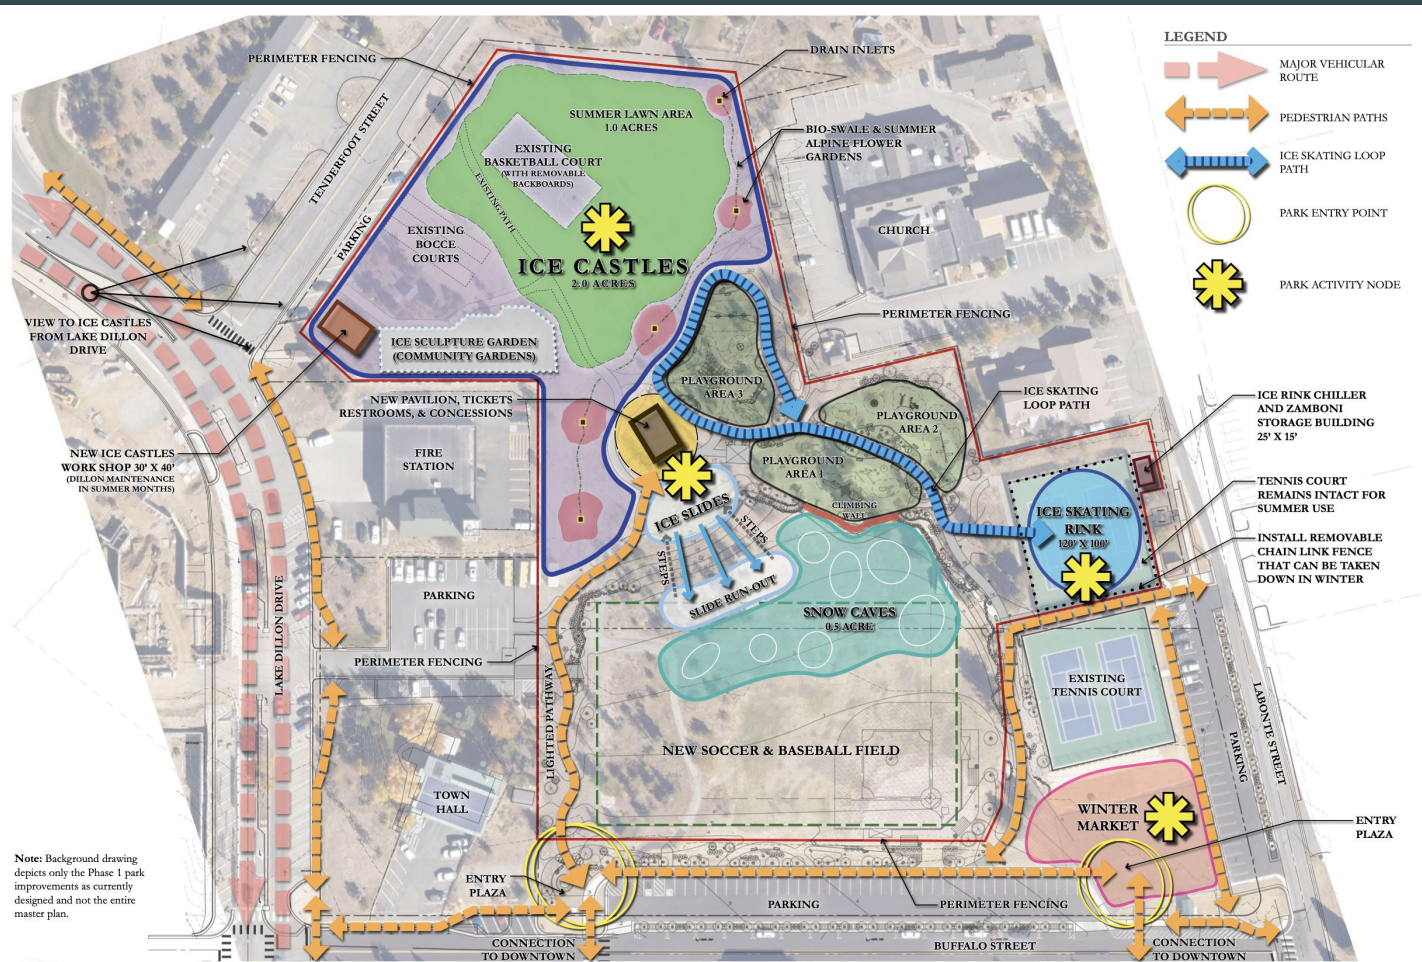 LEGEND
MAJOR VEHICULAR
ROUTE
PEDESTRIAN PATHS
ICE SKATING LOOP
PATH
PARK ENTRY POINT
PARK ACTIVITY NODE
PERIMETER FENCING
DRAIN INLETS
TENDERFOOT STREET
SUMMER LAWN AREA
1.0 ACRES
BIO-SWALE & SUMMER
ALPINE FLOWER
GARDENS
EXISTING
BASKETBALL COURT
(WITH REMOVABLE
BACKBOARDS)
EXISTING PATH
PARKING
EXISTING
BOCCE
COURTS
CHURCH
ICE CASTLES
2.0 ACRES
VIEW TO ICE CASTLES
FROM LAKE DILLON
DRIVE
PERIMETER FENCING
ICE SCULPTURE GARDEN
(COMMUNITY GARDENS)
PLAYGROUND
AREA 3
NEW PAVILION, TICKETS
RESTROOMS, & CONCESSIONS
ICE SKATING
LOOP PATH
ICE RINK CHILLER
AND ZAMBONI
STORAGE BUILDING
25' X 15'
PLAYGROUND
AREA 2
NEW ICE CASTLES
WORK SHOP 30' X 40'
(DILLON MAINTENANCE
IN SUMMER MONTHS)
FIRE
STATION
PLAYGROUND
AREA 1
TENNIS COURT
REMAINS INTACT FOR
SUMMER USE
CLIMBING
WALL
ICE SLIDES
STEPS
STEPS
ICE SKATING
RINK
120' X 100'
INSTALL REMOVABLE
CHAIN LINK FENCE
THAT CAN BE TAKEN
DOWN IN WINTER
LAKE DILLON DRIVE
PARKING
SLIDE RUN-OUT
SNOW CAVES
0.5 ACRE
PERIMETER FENCING
LIGHTED PATHWAY
EXISTING
TENNIS COURT
LABONTE STREET
PARKING
NEW SOCCER & BASEBALL FIELD
TOWN
HALL
WINTER
MARKET
ENTRY
PLAZA
Note: Background drawing
depicts only the Phase 1 park
improvements as currently
designed and not the entire
master plan.
ENTRY
PLAZA
PARKING
PERIMETER FENCING
CONNECTION
TO DOWNTOWN
BUFFALO STREET
CONNECTION
TO DOWNTOWN